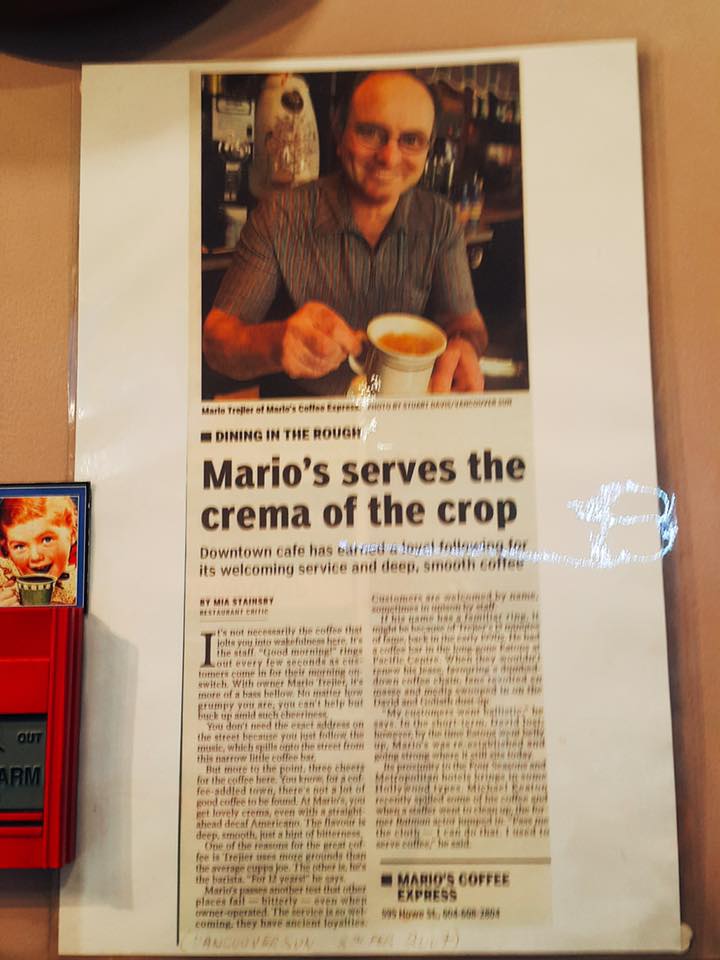 Mario Trejier of Mario's Coffee Express. PHOTO BY STUART DAVIS/VANCOUVER SUN
DINING IN THE ROUGH
Mario's serves the
crema of the crop
Downtown cafe has earned a loyal following for
its welcoming service and deep, smooth coffee
BY MIA STAINSBY
RESTAURANT CRITIC
It's not necessarily the coffee that
jolts you into wakefulness here. It's
the staff. "Good morning!" rings
out every few seconds as cus-
tomers come in for their morning on-
switch. With owner Mario Trejier, it's
more of a bass bellow. No matter how
grumpy you are, you can't help but
buck up amid such cheeriness.
You don't need the exact address on
the street because you just follow the
music, which spills onto the street from
this narrow little coffee bar.
But more to the point, three cheers
for the coffee here. You know, for a cof-
fee-addled town, there's not a lot of
good coffee to be found. At Mario's, you
get lovely crema, even with a straight-
ahead decaf Americano. The flavour is
deep, smooth, just a hint of bitterness.
One of the reasons for the great cof-
fee is Trejier uses more grounds than
the average cuppa joe. The other is, he's
the barista. "For 12 years!" he says.
Mario's passes another test that other
places fail — bitterly — even when
owner-operated. The service is so wel-
coming, they have ancient loyalties.
Customers are welcomed by name,
sometimes in unison by staff.
If his name has a familiar ring, it
might be because of Trejier's 15 minutes
of fame, back in the early '90s. He had
a coffee bar in the
Pacific Centre. When they wouldn't
renew his lease, favouring a
down coffee chain, fans revolted en
masse and media swooped in on the
David and Goliath dust-up.
"My customers went ballistic," he
says. In the short-term, David lost;
however, by the time
up, Mario's was re-established and
going strong where it still sits today.
Its proximity to the Four Seasons and
Metropolitan hotels brings in some
Hollywood types. Michael Keaton
recently spilled some of his coffee and
when a staffer went to clean up, the for-
mer Batman actor jumped in. "Pass me
the cloth — I can do that. I used to
serve coffee," he said.
MARIO'S COFFEE
EXPRESS
595 Howe St., 604-608-2804
(VANCOUVER SUN 8TH FEB 2007)
OUT
ARM